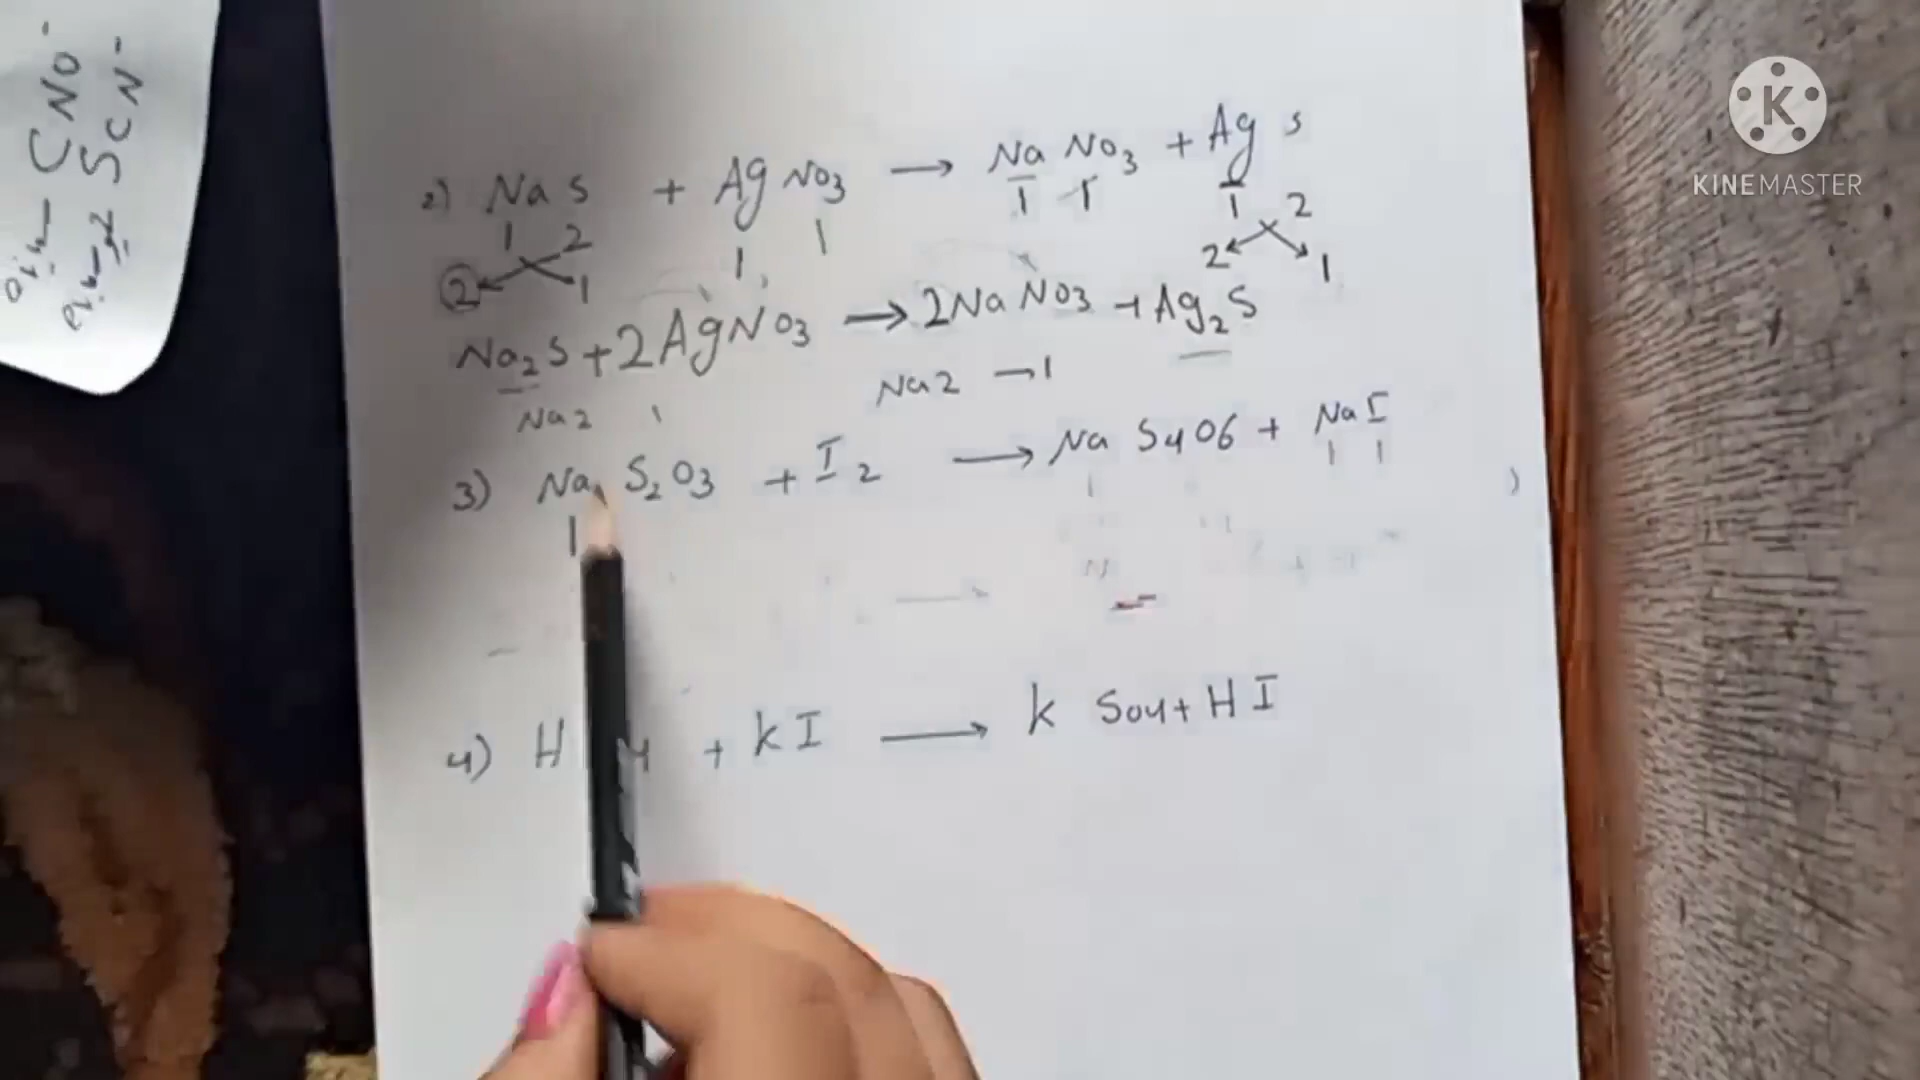 CNO-
SCN-
2) Na S + Ag NO3 → Na NO3 + Ag S
1 2 1 1 1 1 1 2
2 1 2 1
Na2S + 2AgNO3 → 2NaNO3 + Ag2S
Na2 1 Na2 → 1
3) Na S2O3 + I2 → Na S4O6 + NaI
1 1 1 1
4) H 4 + kI → k SO4 + HI
K
KINEMASTER